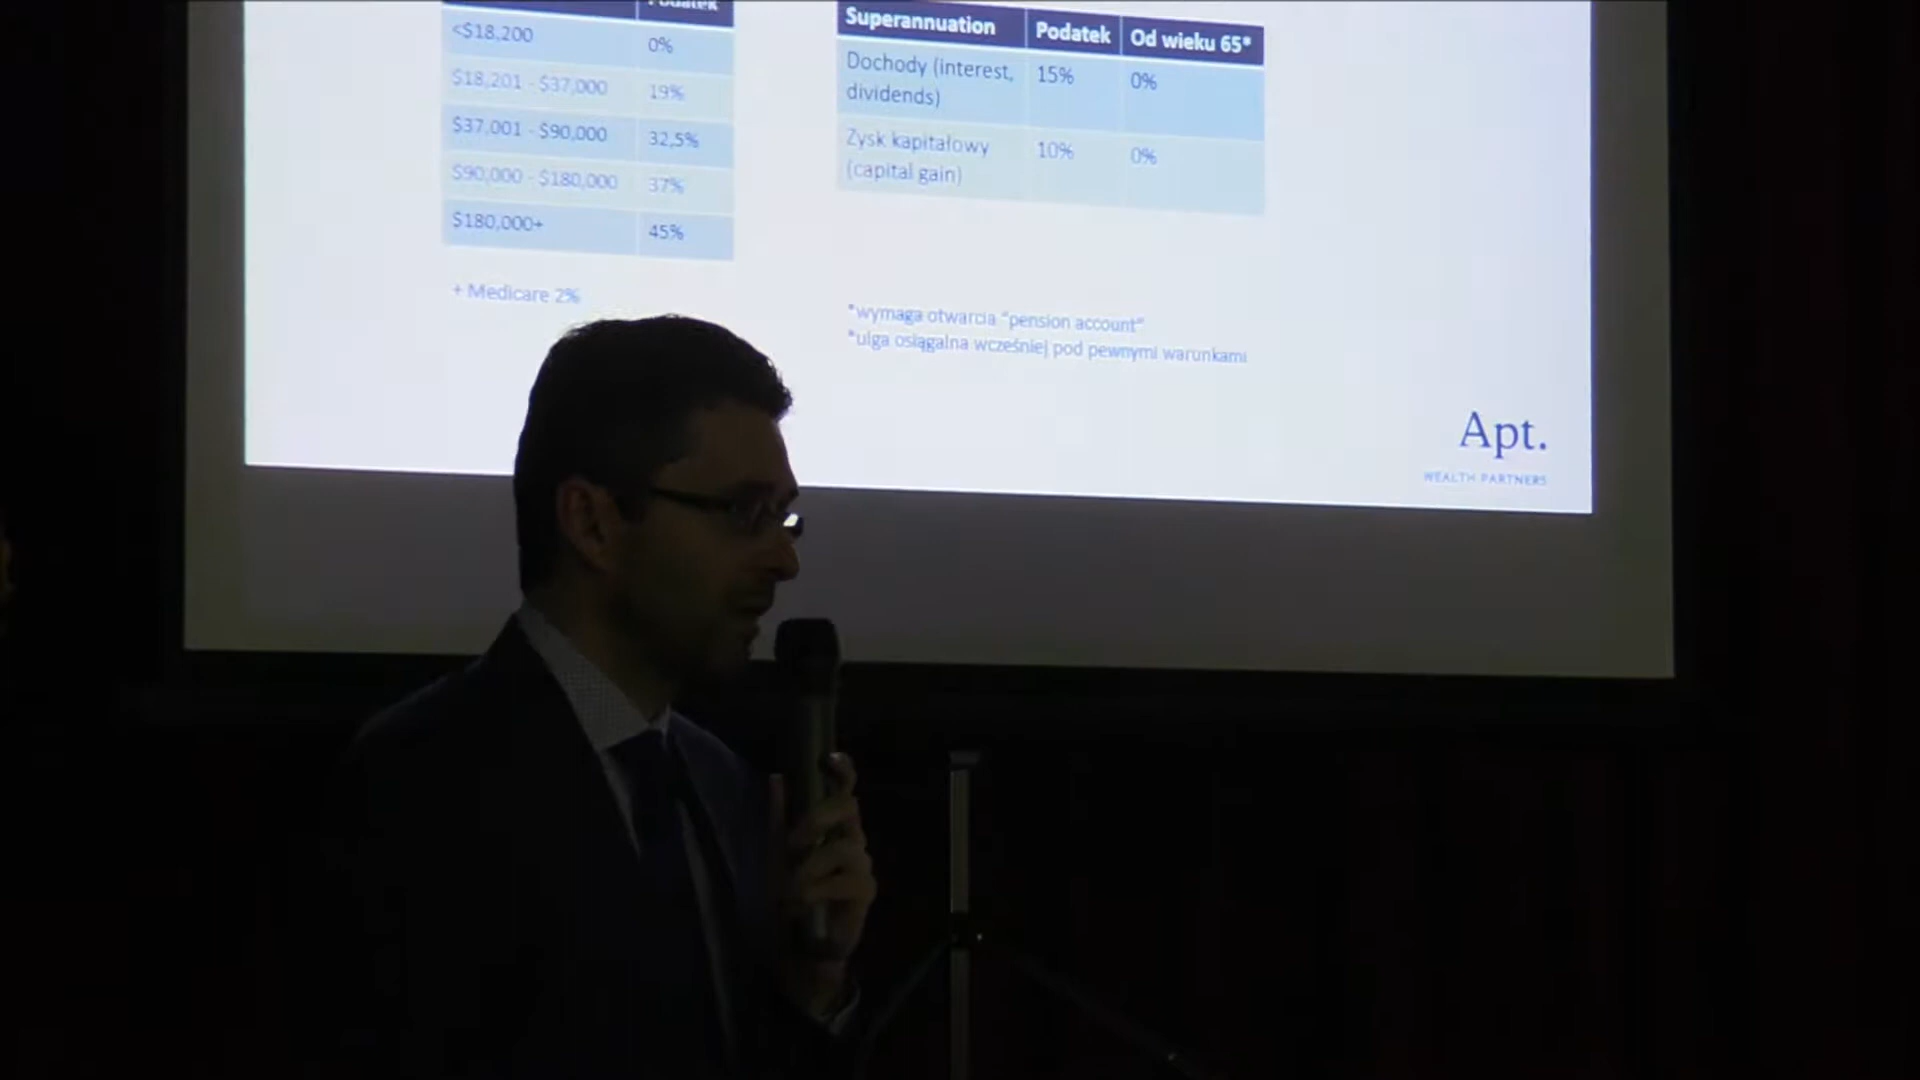 Podatek
<$18,200 0%
$18,201 - $37,000 19%
$37.001 - $90,000 32,5%
$90,000 - $180,000 37%
$180,000+ 45%
+ Medicare 2%
Superannuation Podatek Od wieku 65*
Dochody (interest, 15% 0%
dividends)
Zysk kapitałowy 10% 0%
(capital gain)
*wymaga otwarcia “pension account”
*ulga osiągalna wcześniej pod pewnymi warunkami
Apt.
WEALTH PARTNERS